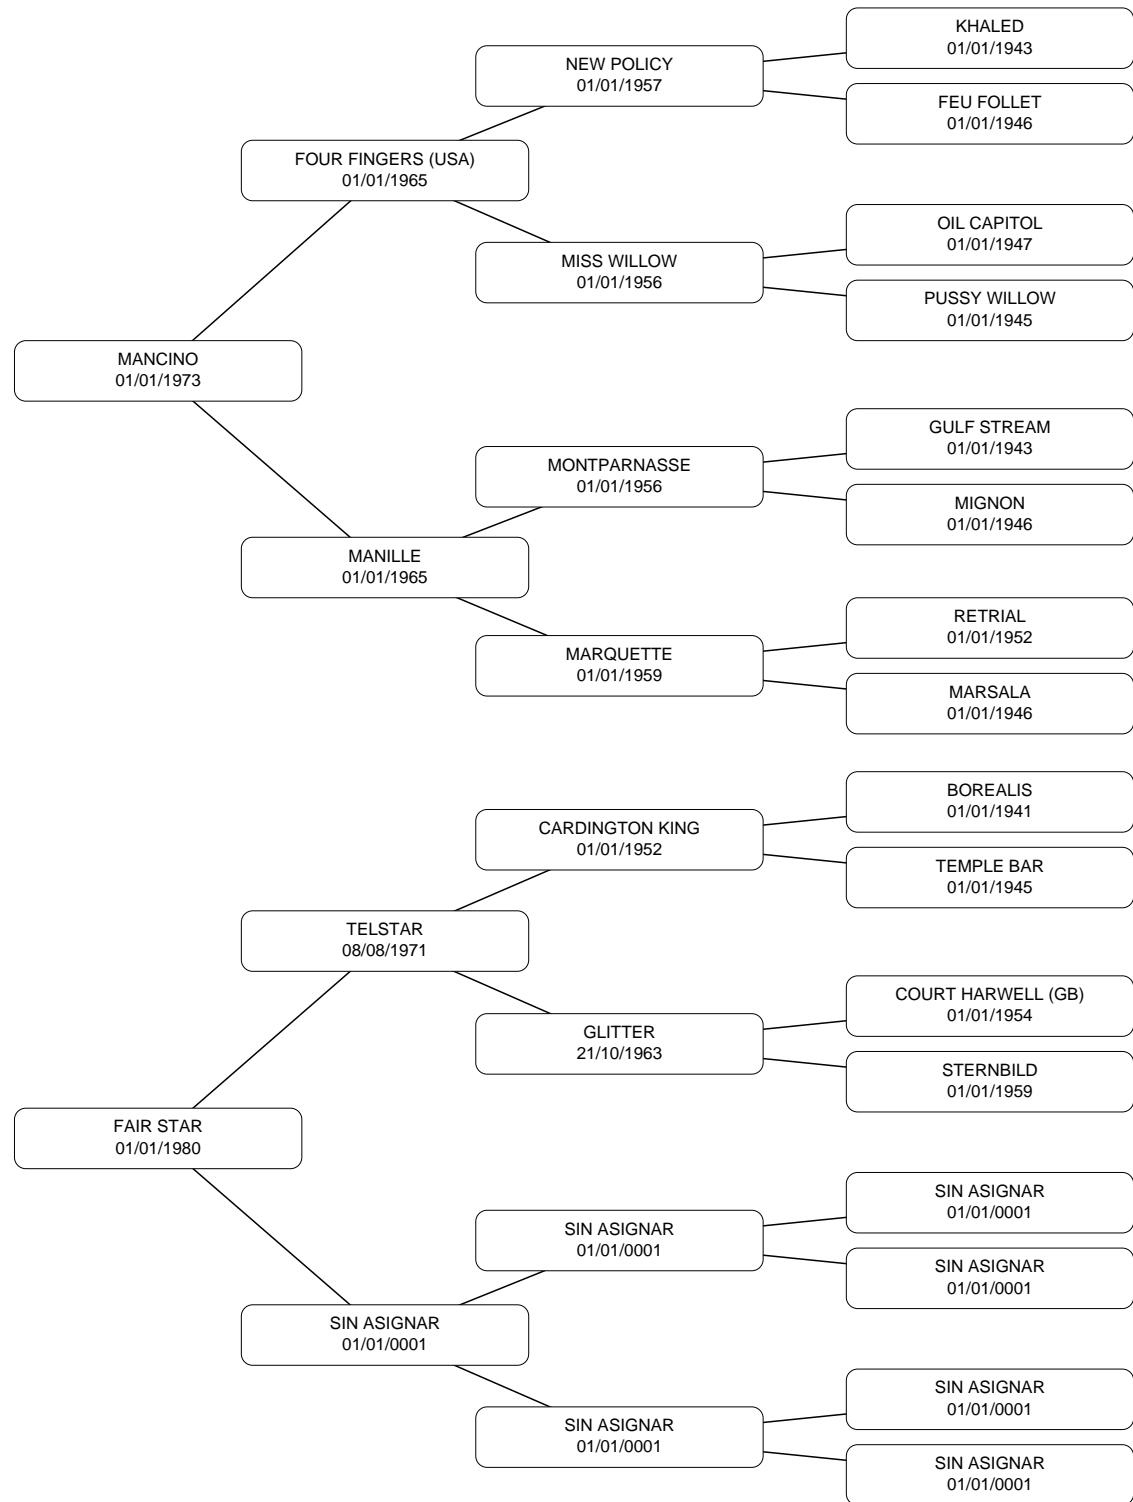 KHALED
01/01/1943
NEW POLICY
01/01/1957
FEU FOLLET
01/01/1946
FOUR FINGERS (USA)
01/01/1965
OIL CAPITOL
01/01/1947
MISS WILLOW
01/01/1956
PUSSY WILLOW
01/01/1945
MANCINO
01/01/1973
GULF STREAM
01/01/1943
MONTPARNASSE
01/01/1956
MIGNON
01/01/1946
MANILLE
01/01/1965
RETRIAL
01/01/1952
MARQUETTE
01/01/1959
MARSALA
01/01/1946
BOREALIS
01/01/1941
CARDINGTON KING
01/01/1952
TEMPLE BAR
01/01/1945
TELSTAR
08/08/1971
COURT HARWELL (GB)
01/01/1954
GLITTER
21/10/1963
STERNBILD
01/01/1959
FAIR STAR
01/01/1980
SIN ASIGNAR
01/01/0001
SIN ASIGNAR
01/01/0001
SIN ASIGNAR
01/01/0001
SIN ASIGNAR
01/01/0001
SIN ASIGNAR
01/01/0001
SIN ASIGNAR
01/01/0001
SIN ASIGNAR
01/01/0001